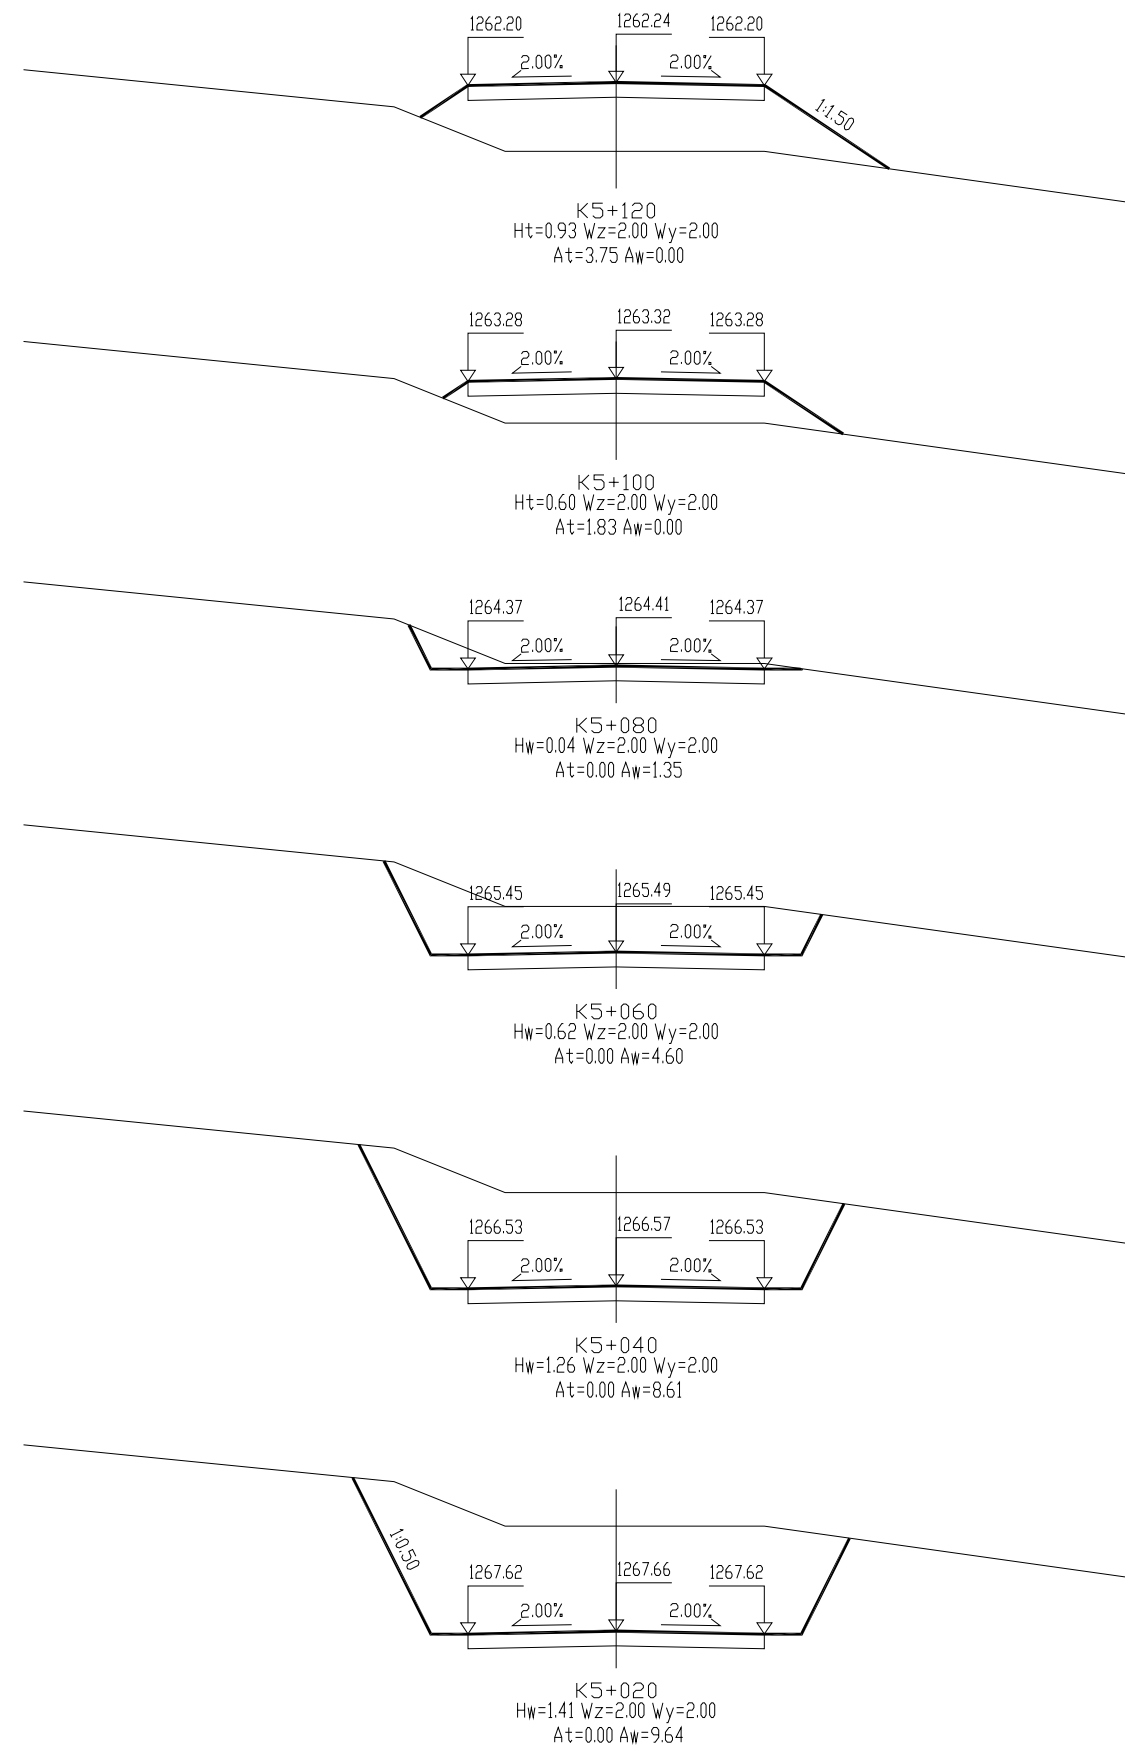 1262.20 1262.24 1262.20
2.00% 2.00%
1:1.50
K5+120
Ht=0.93 Wz=2.00 Wy=2.00
At=3.75 Aw=0.00
1263.28 1263.32 1263.28
2.00% 2.00%
K5+100
Ht=0.60 Wz=2.00 Wy=2.00
At=1.83 Aw=0.00
1264.37 1264.41 1264.37
2.00% 2.00%
K5+080
Hw=0.04 Wz=2.00 Wy=2.00
At=0.00 Aw=1.35
1265.45 1265.49 1265.45
2.00% 2.00%
K5+060
Hw=0.62 Wz=2.00 Wy=2.00
At=0.00 Aw=4.60
1266.53 1266.57 1266.53
2.00% 2.00%
K5+040
Hw=1.26 Wz=2.00 Wy=2.00
At=0.00 Aw=8.61
1:0.50
1267.62 1267.66 1267.62
2.00% 2.00%
K5+020
Hw=1.41 Wz=2.00 Wy=2.00
At=0.00 Aw=9.64